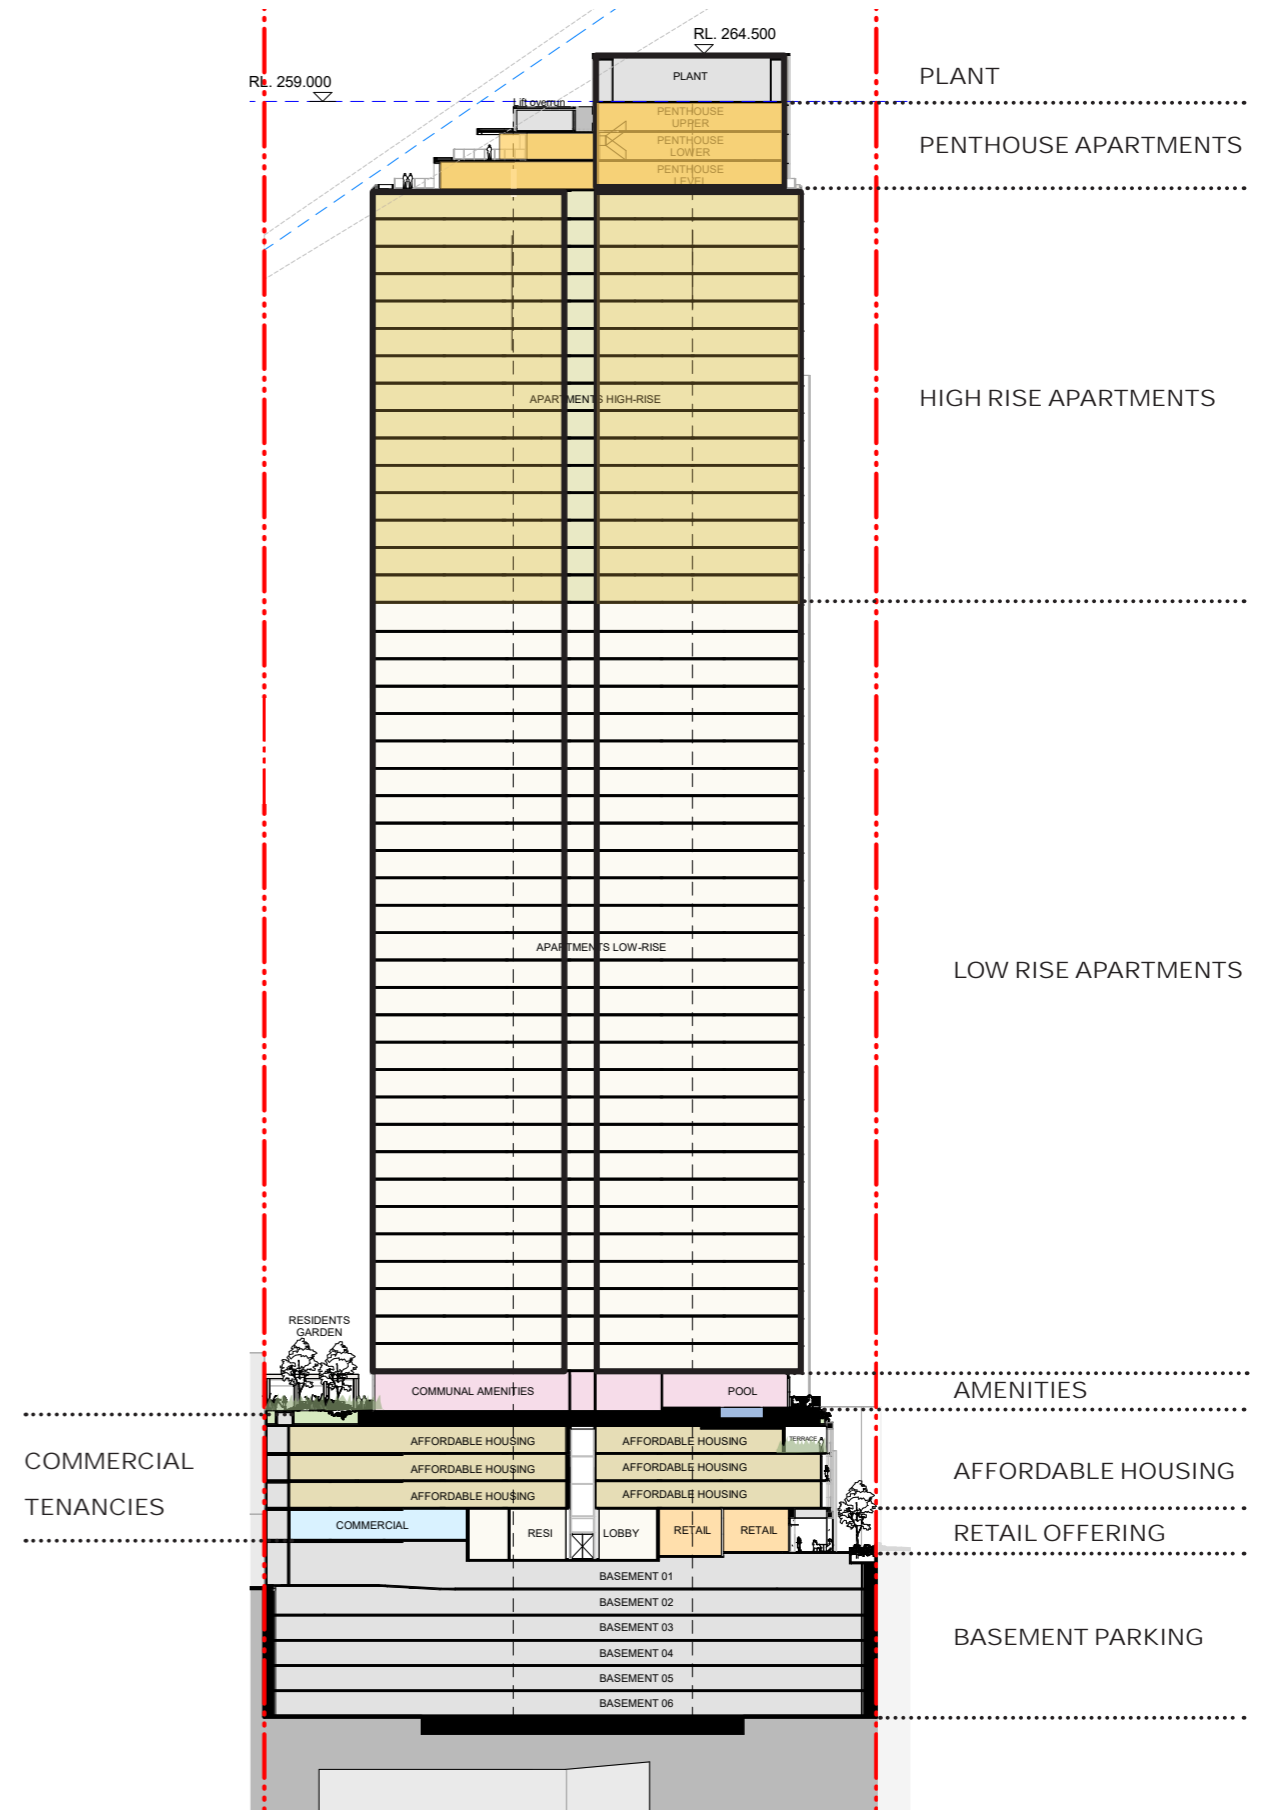 RL. 264.500
RL. 259.000
PLANT
PLANT
Lift overrun
PENTHOUSE
UPPER
PENTHOUSE
LOWER
PENTHOUSE
LEVEL
PENTHOUSE APARTMENTS
APARTMENTS HIGH-RISE
HIGH RISE APARTMENTS
APARTMENTS LOW-RISE
LOW RISE APARTMENTS
RESIDENTS
GARDEN
COMMUNAL AMENITIES
POOL
AMENITIES
COMMERCIAL
TENANCIES
AFFORDABLE HOUSING
AFFORDABLE HOUSING
TERRACE
AFFORDABLE HOUSING
AFFORDABLE HOUSING
AFFORDABLE HOUSING
AFFORDABLE HOUSING
AFFORDABLE HOUSING
COMMERCIAL
RESI
LOBBY
RETAIL
RETAIL
RETAIL OFFERING
BASEMENT 01
BASEMENT 02
BASEMENT 03
BASEMENT 04
BASEMENT 05
BASEMENT 06
BASEMENT PARKING